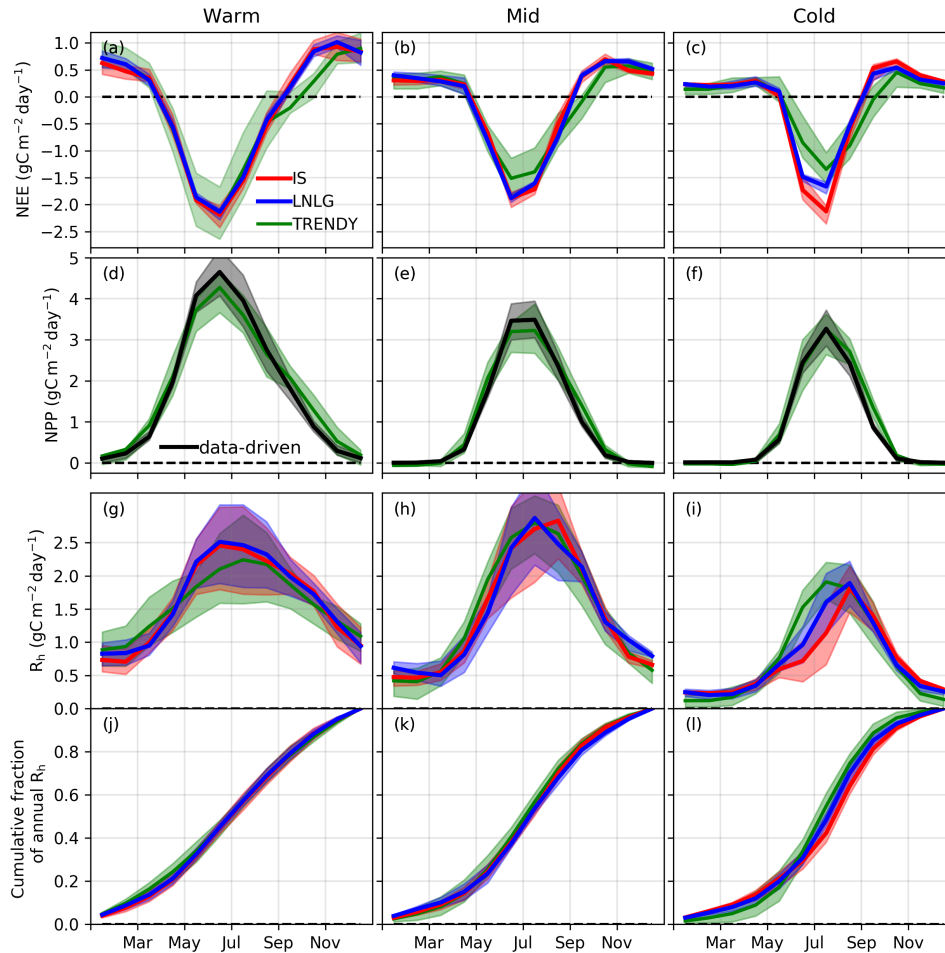 Warm Mid Cold
(a) (b) (c)
NEE (gC m⁻² day⁻¹)
1.0
0.5
0.0
−0.5
−1.0
−1.5
−2.0
−2.5
IS
LNLG
TRENDY
(d) (e) (f)
NPP (gC m⁻² day⁻¹)
5
4
3
2
1
0
data-driven
(g) (h) (i)
Rₕ (gC m⁻² day⁻¹)
2.5
2.0
1.5
1.0
0.5
0.0
(j) (k) (l)
Cumulative fraction
of annual Rₕ
0.8
0.6
0.4
0.2
0.0
Mar May Jul Sep Nov Mar May Jul Sep Nov Mar May Jul Sep Nov